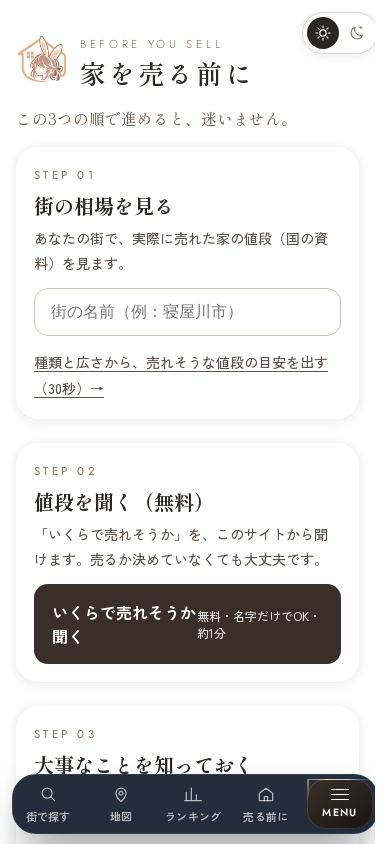 BEFORE YOU SELL
家を売る前に
この3つの順で進めると、迷いません。
STEP 01
街の相場を見る
あなたの街で、実際に売れた家の値段（国の資
料）を見ます。
街の名前（例：寝屋川市）
種類と広さから、売れそうな値段の目安を出す
（30秒）→
STEP 02
値段を聞く（無料）
「いくらで売れそうか」を、このサイトから聞
けます。売るか決めていなくても大丈夫です。
いくらで売れそうか
聞く
無料・名字だけでOK・
約1分
STEP 03
大事なことを知っておく
街で探す
地図
ランキング
売る前に
MENU